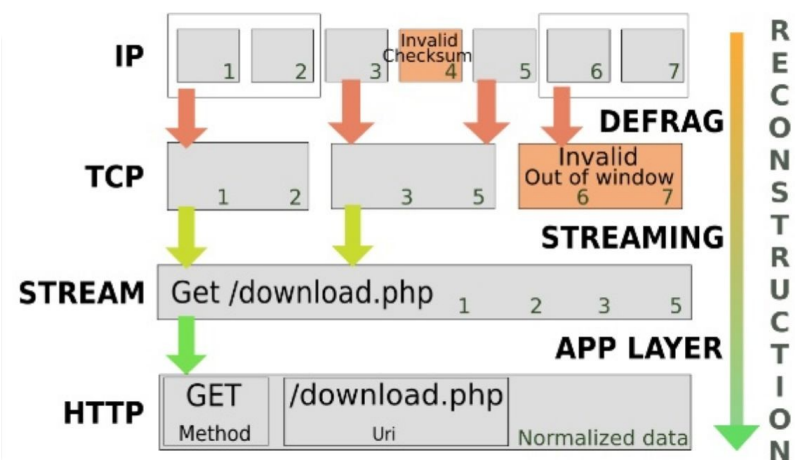 IP
1
2
3
Invalid
Checksum
4
5
6
7
DEFRAG
TCP
1 2
3 5
Invalid
Out of window
6 7
STREAMING
STREAM
Get /download.php 1 2 3 5
APP LAYER
HTTP
GET
Method
/download.php
Uri
Normalized data
RECONSTRUCTION